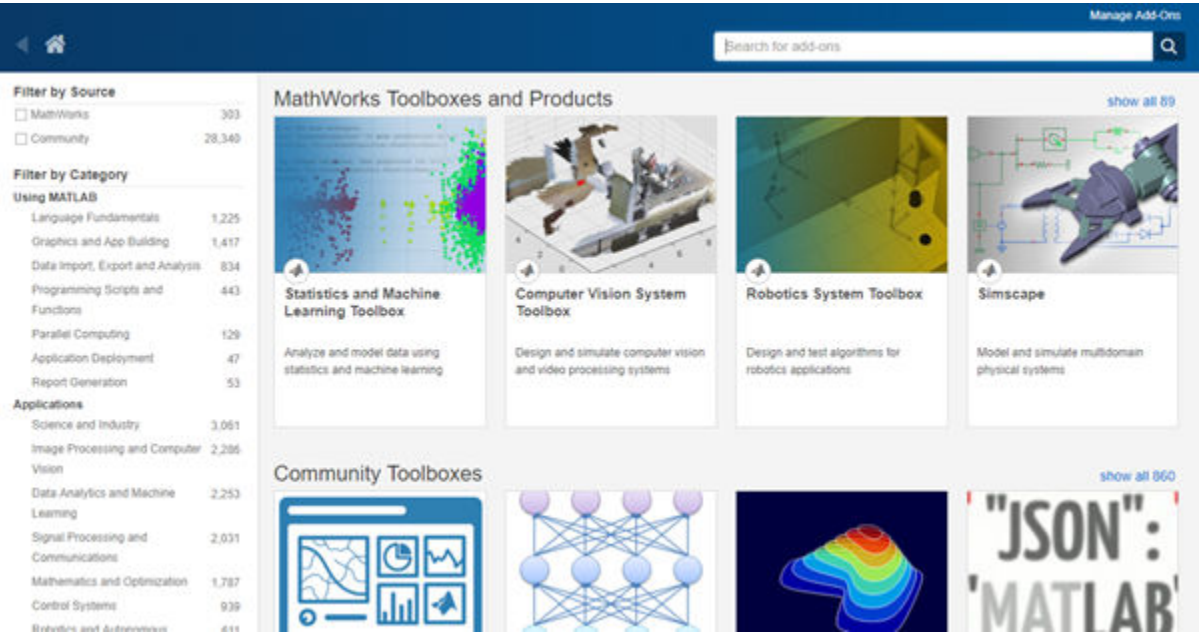 Manage Add-Ons
Search for add-ons
Filter by Source
MathWorks 303
Community 28,340
Filter by Category
Using MATLAB
Language Fundamentals 1,225
Graphics and App Building 1,417
Data Import, Export and Analysis 834
Programming Scripts and 443
Functions
Parallel Computing 129
Application Deployment 47
Report Generation 53
Applications
Science and Industry 3,061
Image Processing and Computer 2,286
Vision
Data Analytics and Machine 2,253
Learning
Signal Processing and 2,031
Communications
Mathematics and Optimization 1,787
Control Systems 939
Robotics and Autonomous 611
MathWorks Toolboxes and Products show all 89
Statistics and Machine
Learning Toolbox
Analyze and model data using
statistics and machine learning
Computer Vision System
Toolbox
Design and simulate computer vision
and video processing systems
Robotics System Toolbox
Design and test algorithms for
robotics applications
Simscape
Model and simulate multidomain
physical systems
Community Toolboxes show all 860
"JSON":
'MATLAB'